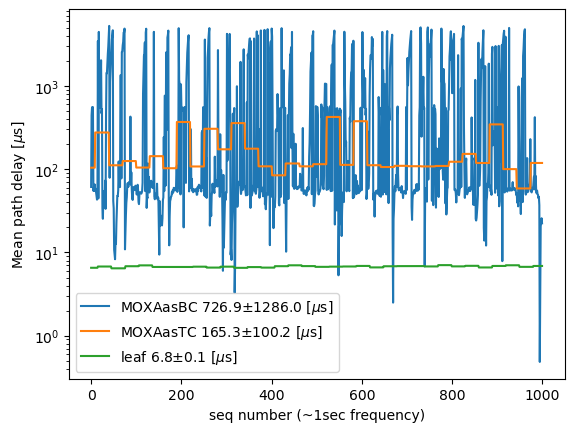 Mean path delay [μs]
10³
10²
10¹
10⁰
MOXAasBC 726.9±1286.0 [μs]
MOXAasTC 165.3±100.2 [μs]
leaf 6.8±0.1 [μs]
0 200 400 600 800 1000
seq number (~1sec frequency)